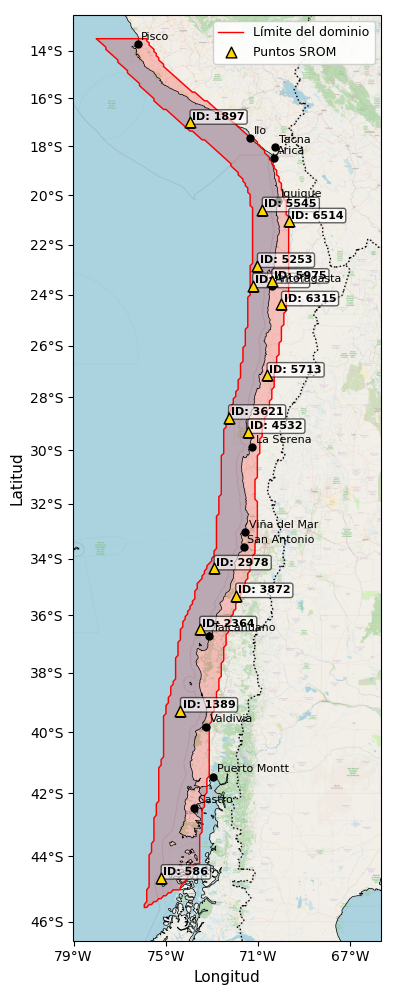 Límite del dominio
Puntos SROM
14°S
16°S
18°S
20°S
22°S
24°S
26°S
28°S
30°S
32°S
34°S
36°S
38°S
40°S
42°S
44°S
46°S
Latitud
Pisco
ID: 1897
Ilo
Tacna
Arica
Iquique
ID: 5545
ID: 6514
ID: 5253
ID: 5975
Antofagasta
ID: 6315
ID: 5713
ID: 3621
ID: 4532
La Serena
Viña del Mar
San Antonio
ID: 2978
ID: 3872
ID: 2364
Talcahuano
ID: 1389
Valdivia
Puerto Montt
Castro
ID: 586
79°W
75°W
71°W
67°W
Longitud